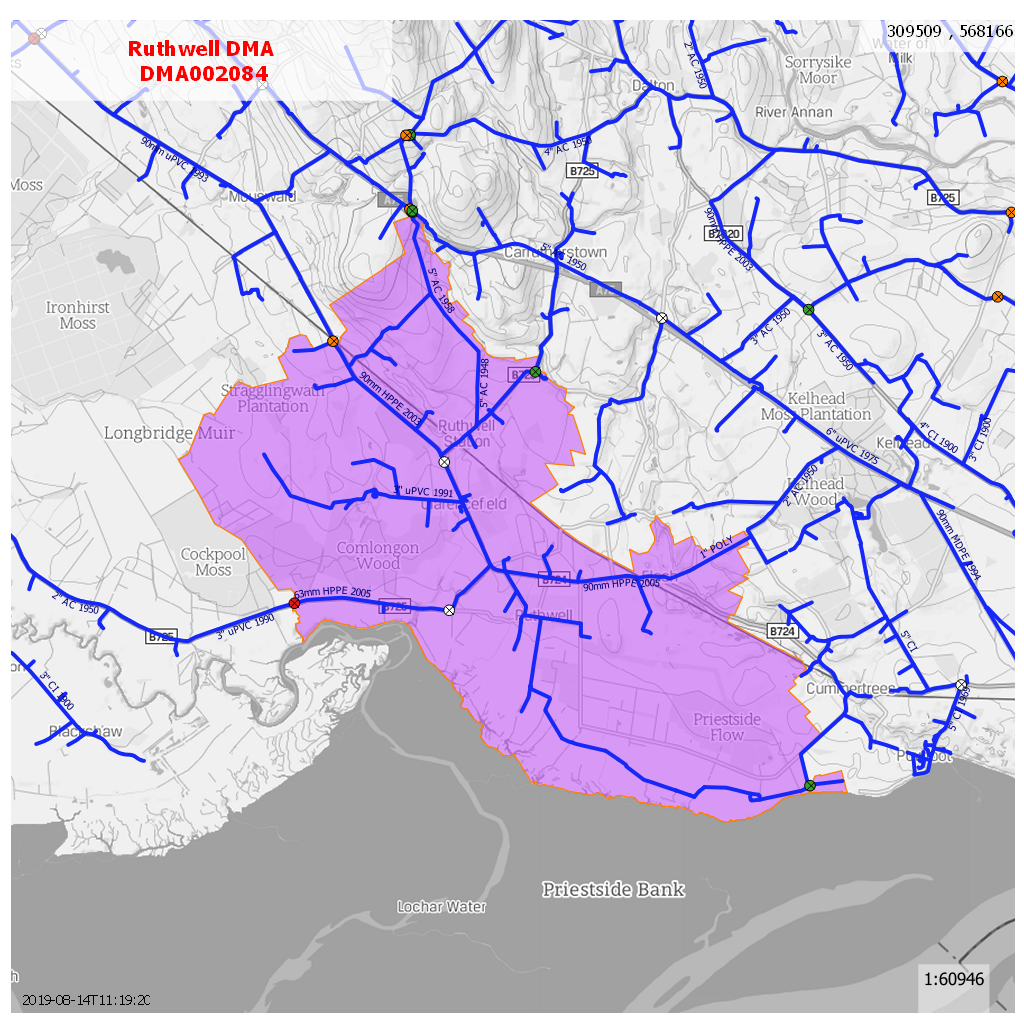 Ruthwell DMA
DMA002084
309509 , 568166
Water of
Milk
Sorrysike
Moor
Dalton
2" AC 1950
River Annan
90mm uPVC 1993
4" AC 1950
B725
Moss
Mouswald
B725
90mm HPPE 2003
Carrutherstown
5" AC 1950
Ironhirst
Moss
5" AC 1958
3" AC 1950
3" AC 1950
5" AC 1948
90mm HPPE 2003
Stragglingwath
Plantation
Kelhead
Moss Plantation
Longbridge Muir
Ruthwell
Station
6" uPVC 1975
4" CI 1900
3" CI 1900
Kelhead
3" uPVC 1991
Clarencefield
2" AC 1950
Kelhead
Wood
90mm MDPE 1994
Cockpool
Moss
Comlongon
Wood
1" POLY
B724
90mm HPPE 2005
63mm HPPE 2005
B725
2" AC 1950
3" uPVC 1990
B725
Ruthwell
B724
5" CI
3" CI 1900
Cummertrees
5" CI 1969
Blackshaw
Priestside
Flow
Powfoot
Priestside Bank
Lochar Water
1:60946
2019-08-14T11:19:20